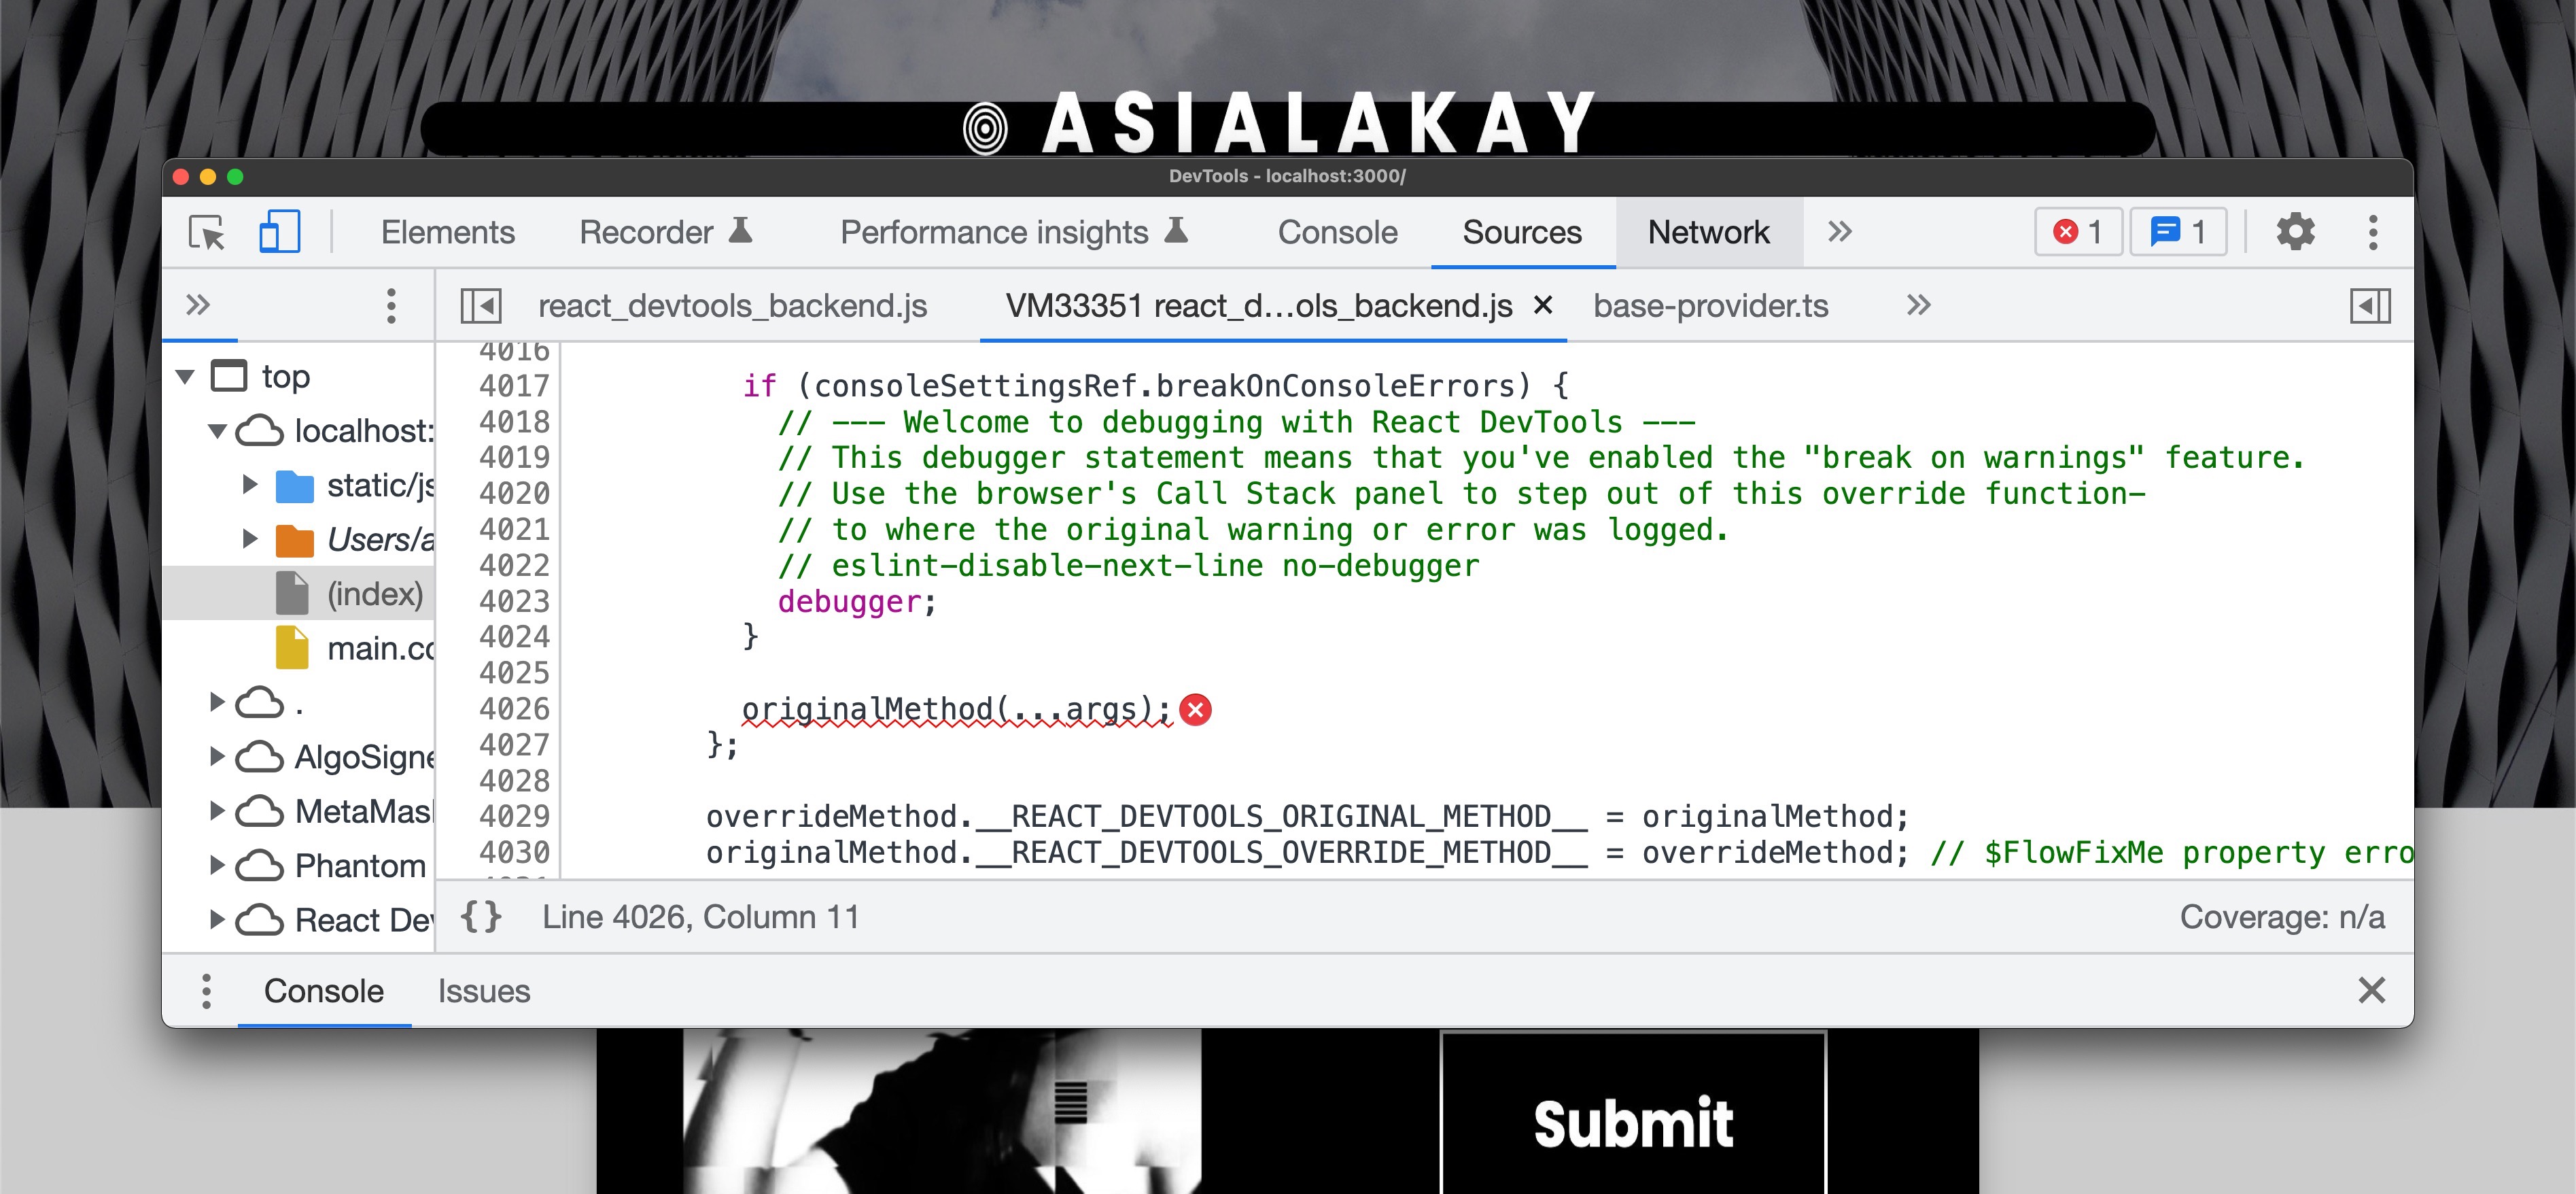 ASIALAKAY
DevTools - localhost:3000/
Elements Recorder Performance insights Console Sources Network » 1 1
» react_devtools_backend.js VM33351 react_d...ols_backend.js × base-provider.ts »
top
localhost:
static/js
Users/a
(index)
main.cc
.
AlgoSigne
MetaMas
Phantom
React Dev
4016
4017 if (consoleSettingsRef.breakOnConsoleErrors) {
4018 // --- Welcome to debugging with React DevTools ---
4019 // This debugger statement means that you've enabled the "break on warnings" feature.
4020 // Use the browser's Call Stack panel to step out of this override function-
4021 // to where the original warning or error was logged.
4022 // eslint-disable-next-line no-debugger
4023 debugger;
4024 }
4025
4026 originalMethod(...args);
4027 };
4028
4029 overrideMethod.__REACT_DEVTOOLS_ORIGINAL_METHOD__ = originalMethod;
4030 originalMethod.__REACT_DEVTOOLS_OVERRIDE_METHOD__ = overrideMethod; // $FlowFixMe property erro
{} Line 4026, Column 11 Coverage: n/a
Console Issues
Submit